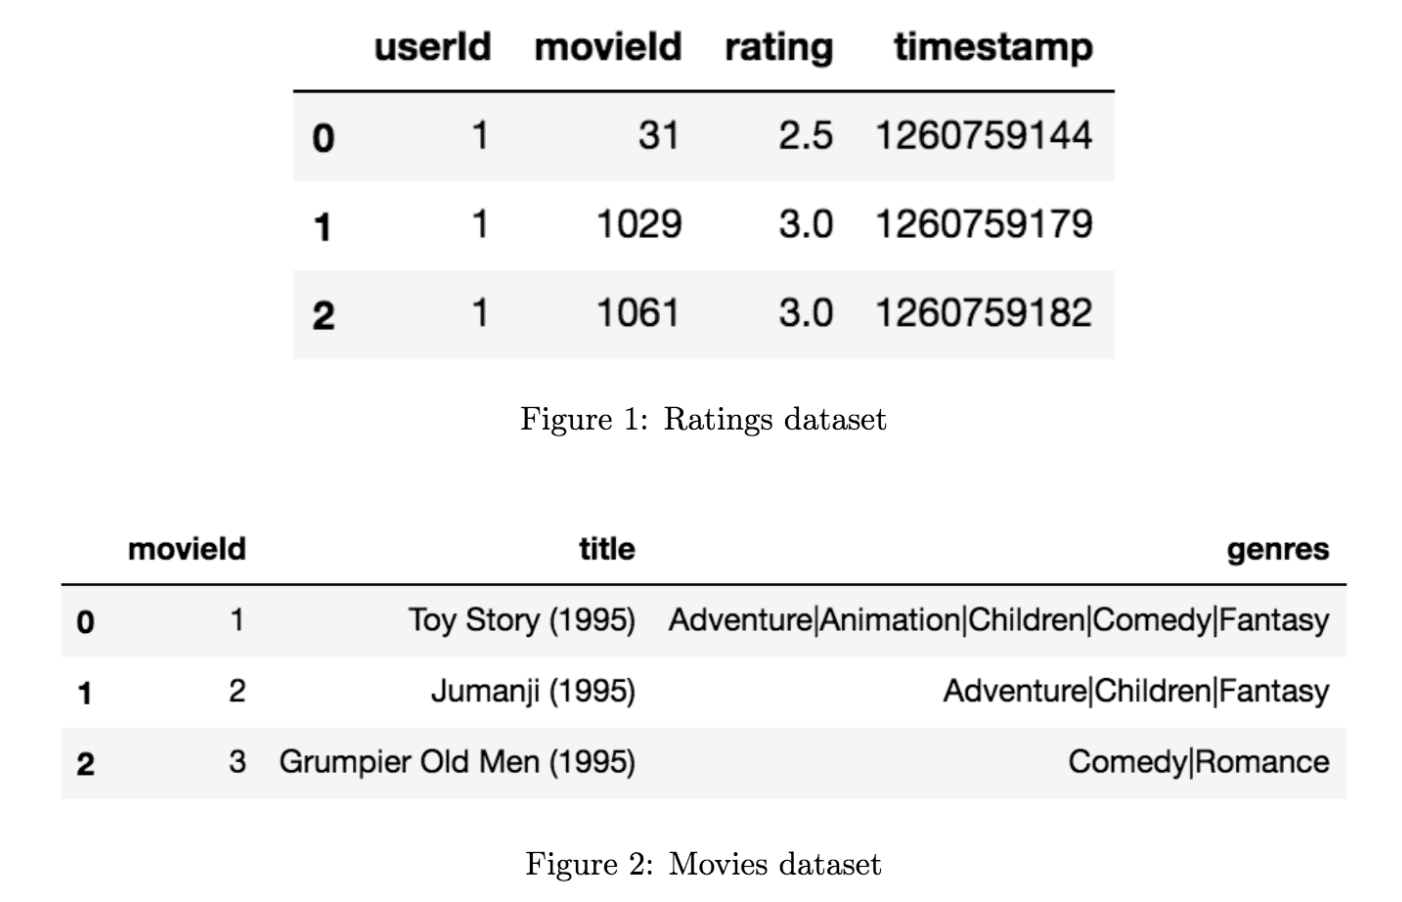 userId movieId rating timestamp
0 1 31 2.5 1260759144
1 1 1029 3.0 1260759179
2 1 1061 3.0 1260759182
Figure 1: Ratings dataset
movieId title genres
0 1 Toy Story (1995) Adventure|Animation|Children|Comedy|Fantasy
1 2 Jumanji (1995) Adventure|Children|Fantasy
2 3 Grumpier Old Men (1995) Comedy|Romance
Figure 2: Movies dataset